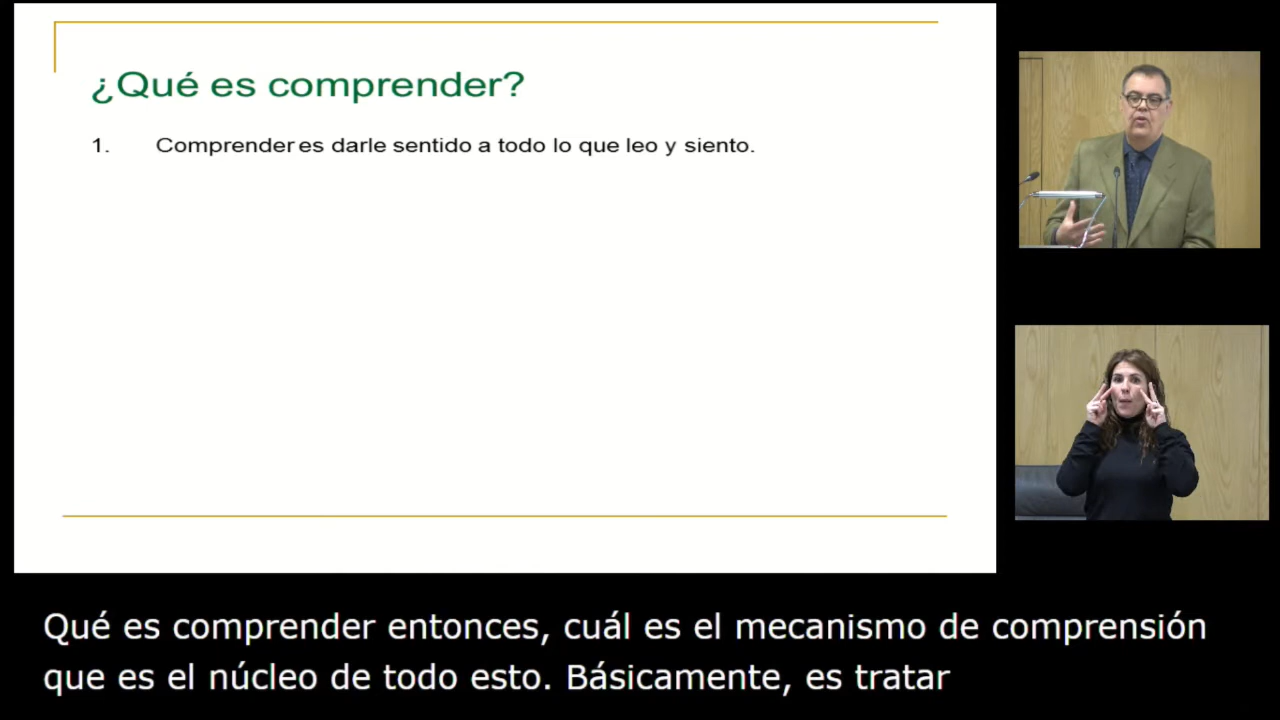 ¿Qué es comprender?
1. Comprender es darle sentido a todo lo que leo y siento.
Qué es comprender entonces, cuál es el mecanismo de comprensión
que es el núcleo de todo esto. Básicamente, es tratar